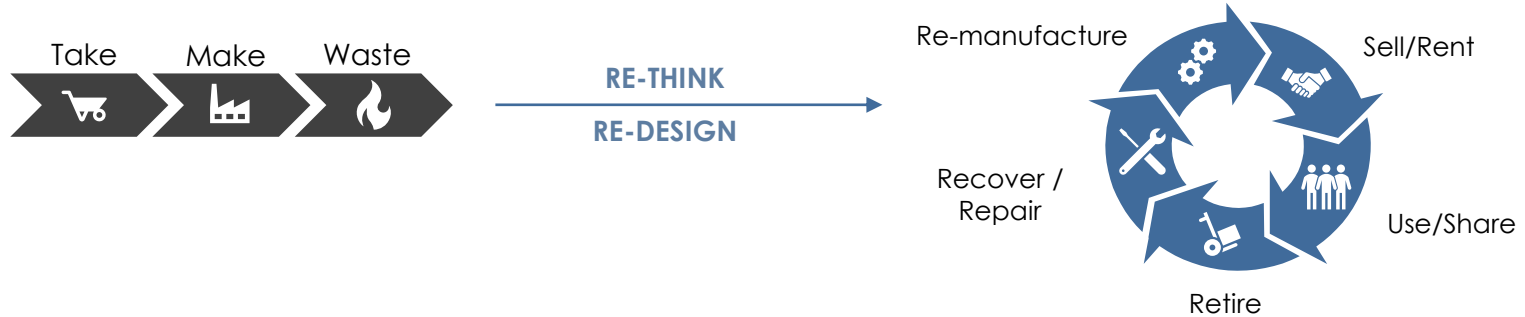 Take
Make
Waste
RE-THINK
RE-DESIGN
Re-manufacture
Sell/Rent
Recover /
Repair
Use/Share
Retire